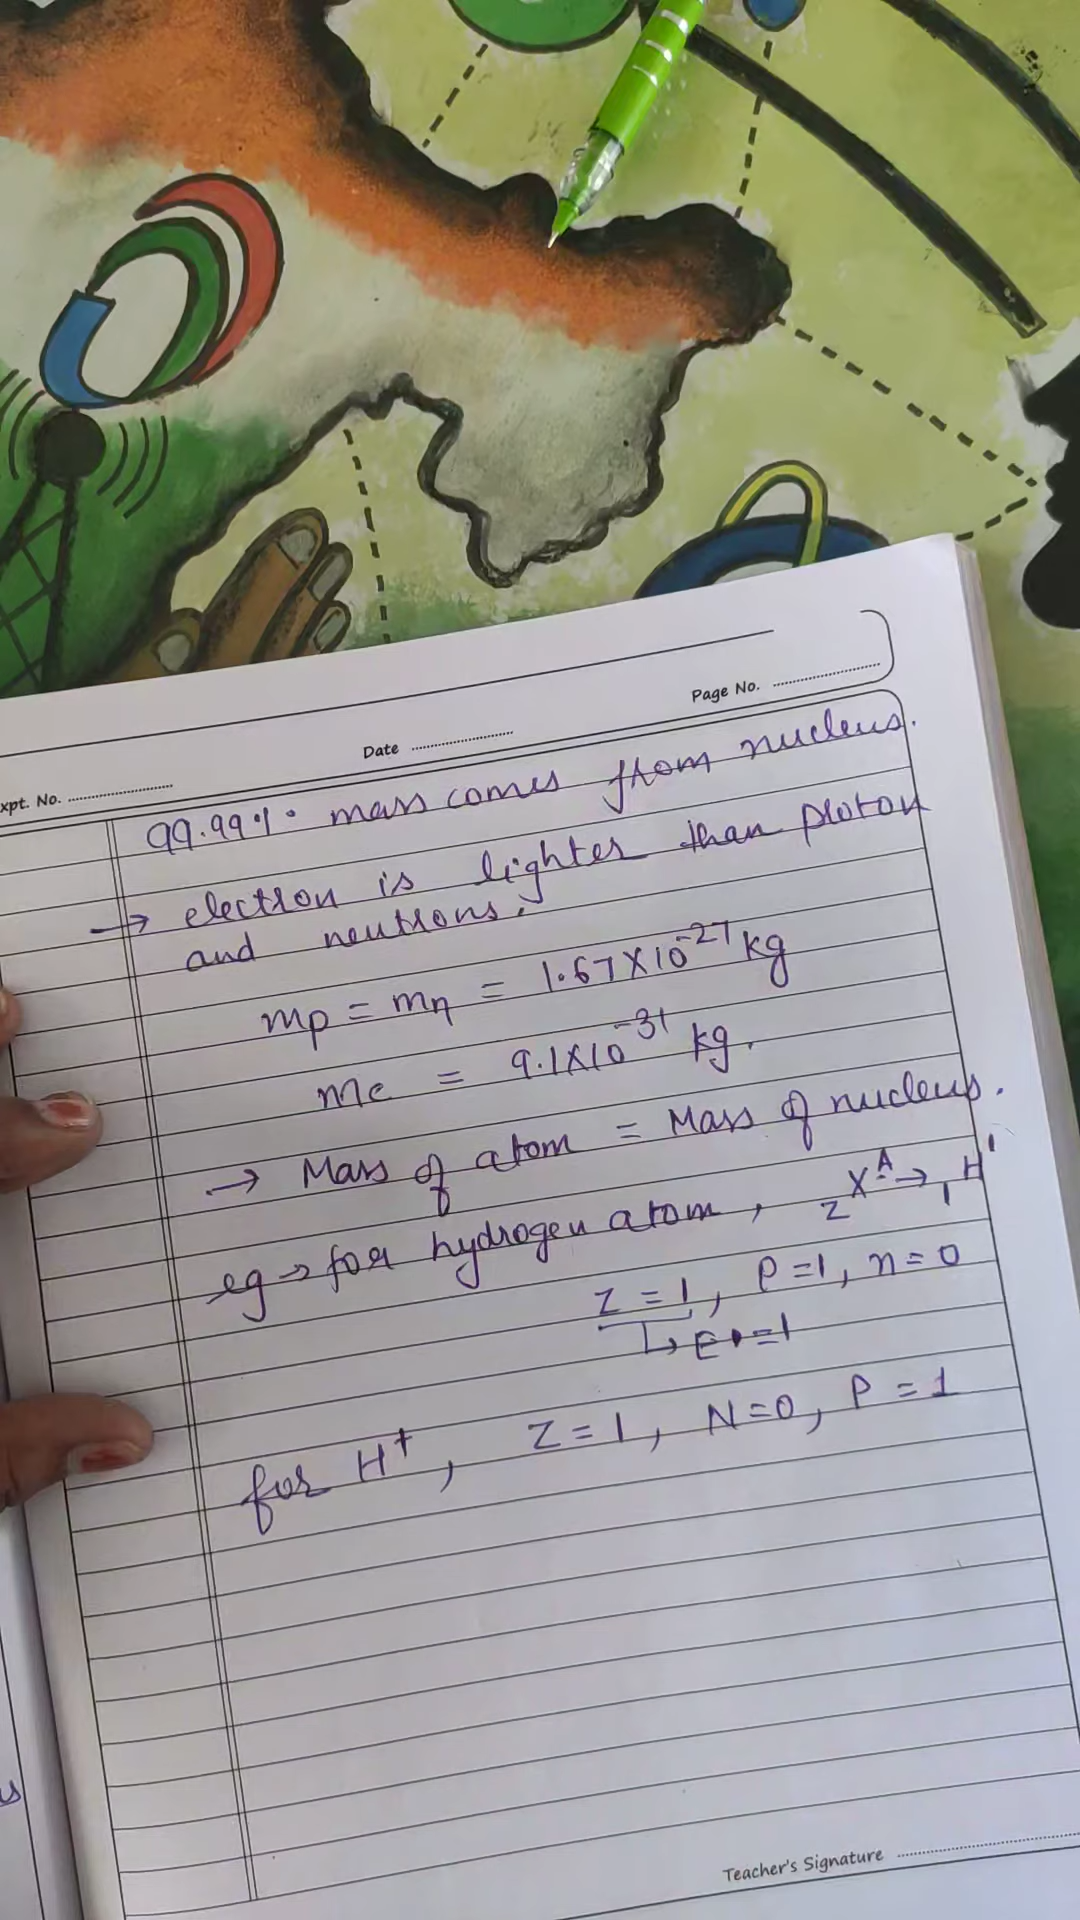 Page No.
Date
xpt. No.
99.99% mass comes from nucleus.
→ electron is lighter than proton
and neutrons.
mp = mn = 1.67×10⁻²⁷ kg
me = 9.1×10⁻³¹ kg.
→ Mass of atom = Mass of nucleus.
eg → for hydrogen atom, zXᴬ → ₁H¹
Z = 1, P = 1, n = 0
↳ E = 1
for H⁺, Z = 1, N = 0, P = 1
Teacher's Signature